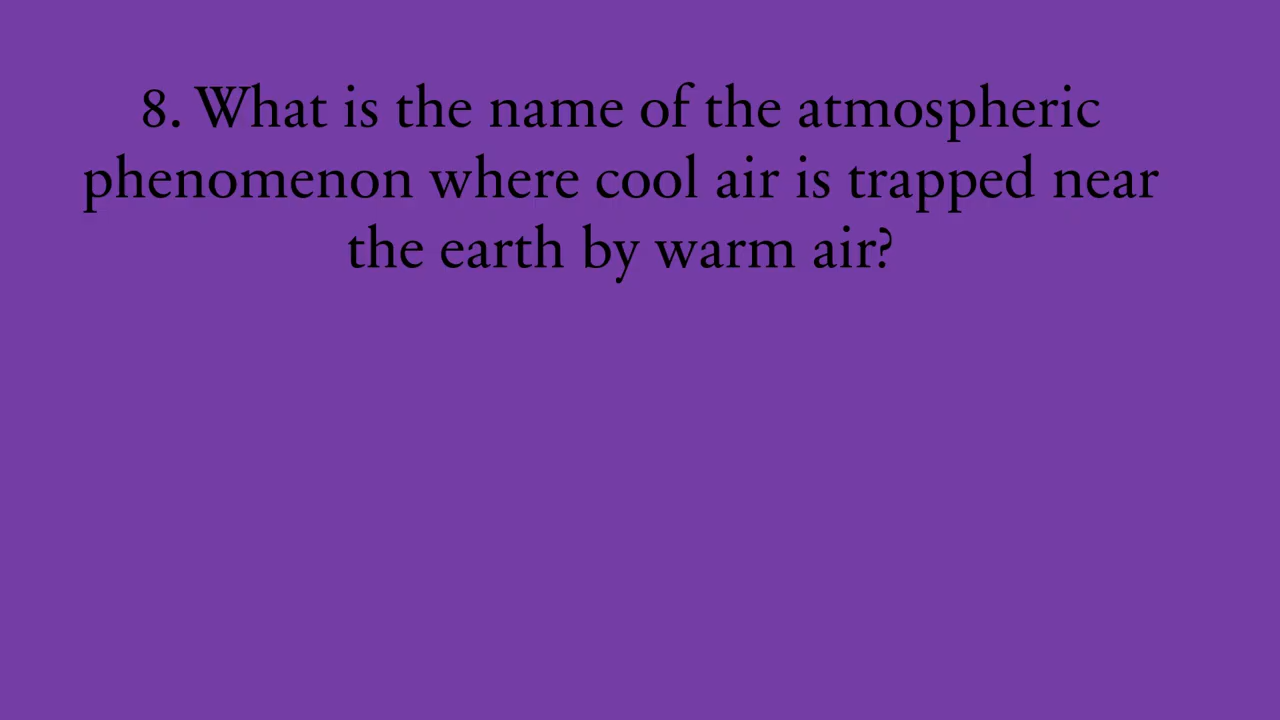 8. What is the name of the atmospheric
phenomenon where cool air is trapped near
the earth by warm air?